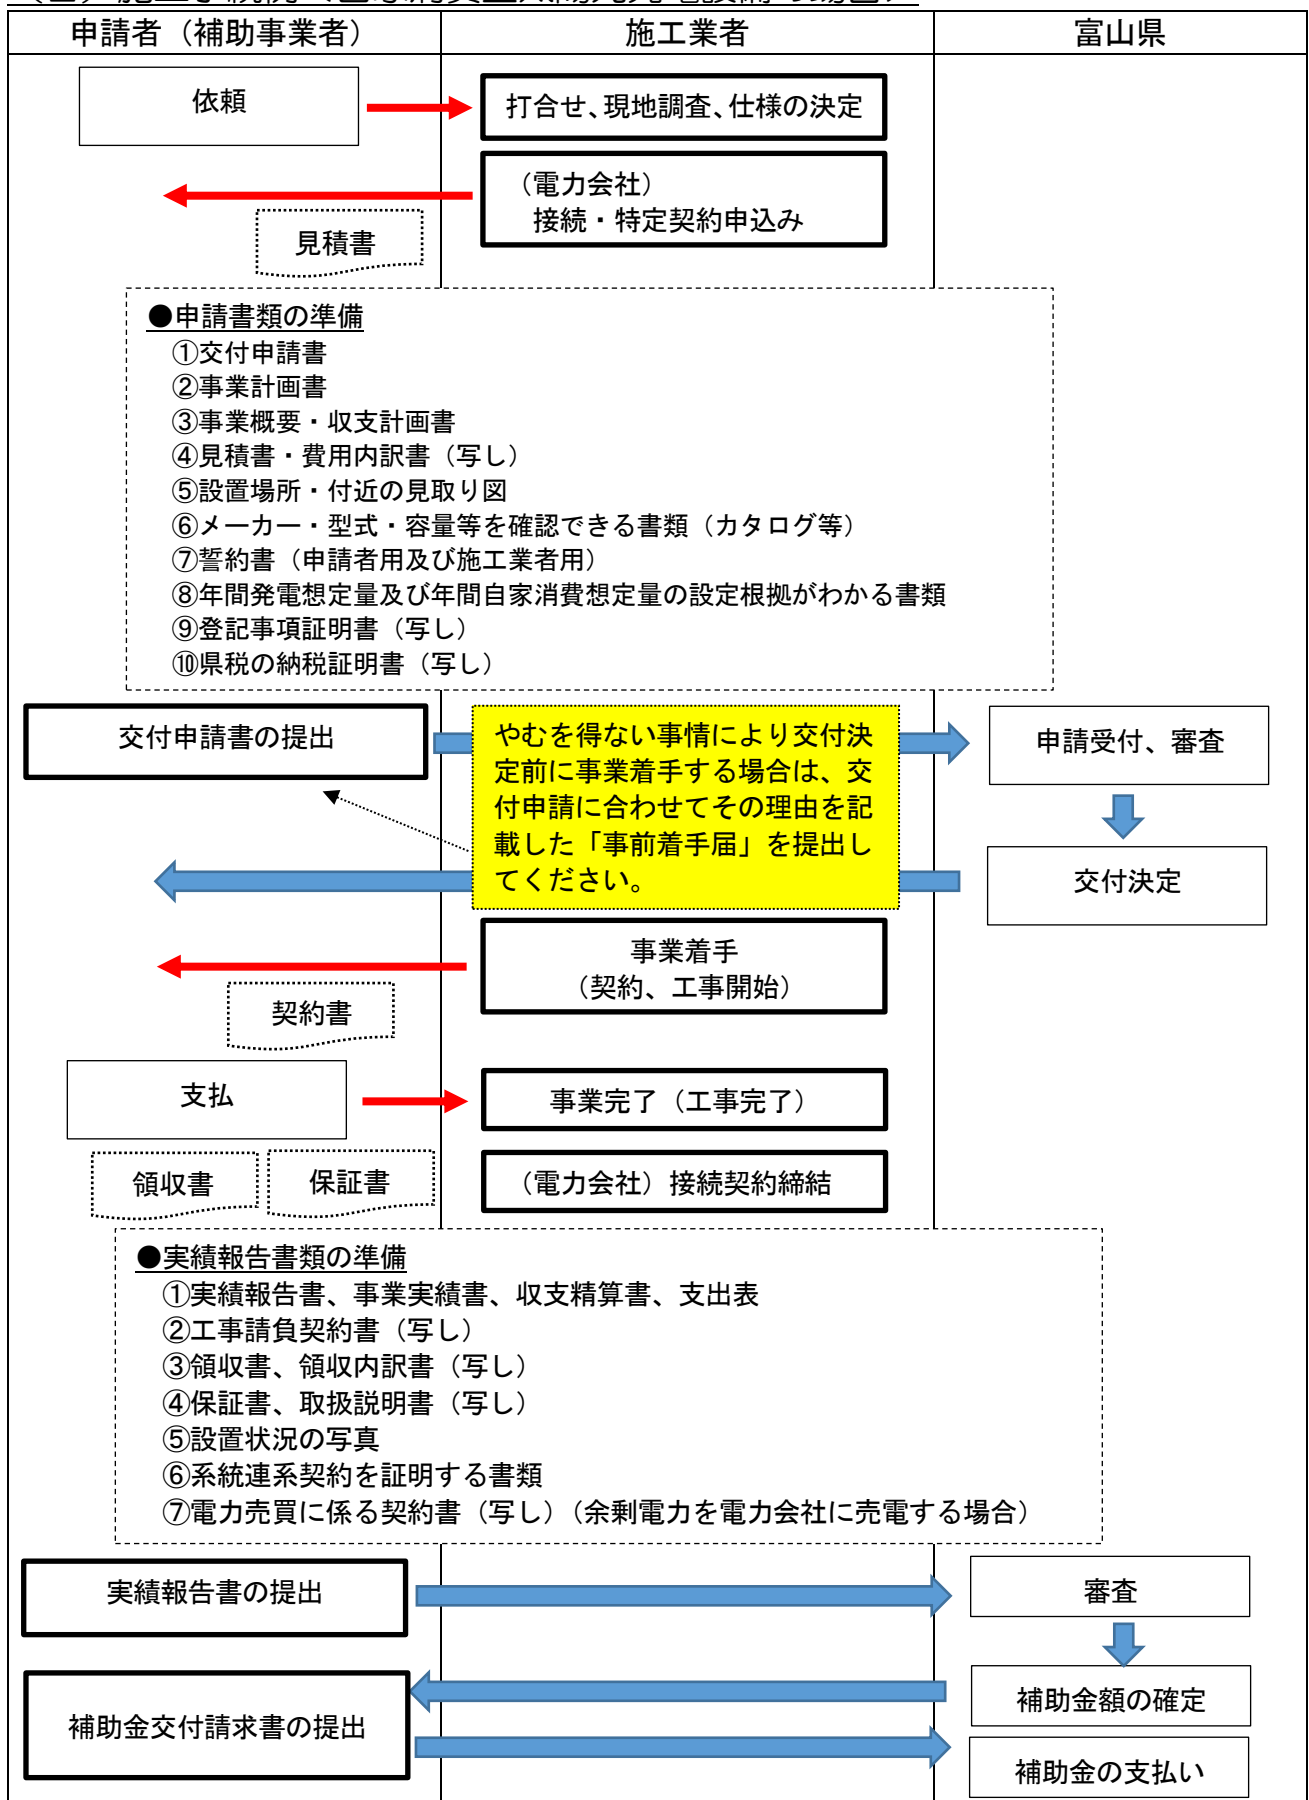 申請者（補助事業者）
施工業者
富山県
依頼
打合せ、現地調査、仕様の決定
（電力会社）
接続・特定契約申込み
見積書
●申請書類の準備
①交付申請書
②事業計画書
③事業概要・収支計画書
④見積書・費用内訳書（写し）
⑤設置場所・付近の見取り図
⑥メーカー・型式・容量等を確認できる書類（カタログ等）
⑦誓約書（申請者用及び施工業者用）
⑧年間発電想定量及び年間自家消費想定量の設定根拠がわかる書類
⑨登記事項証明書（写し）
⑩県税の納税証明書（写し）
交付申請書の提出
やむを得ない事情により交付決
定前に事業着手する場合は、交
付申請に合わせてその理由を記
載した「事前着手届」を提出し
てください。
申請受付、審査
交付決定
事業着手
（契約、工事開始）
契約書
支払
事業完了（工事完了）
領収書
保証書
（電力会社）接続契約締結
●実績報告書類の準備
①実績報告書、事業実績書、収支精算書、支出表
②工事請負契約書（写し）
③領収書、領収内訳書（写し）
④保証書、取扱説明書（写し）
⑤設置状況の写真
⑥系統連系契約を証明する書類
⑦電力売買に係る契約書（写し）（余剰電力を電力会社に売電する場合）
実績報告書の提出
審査
補助金額の確定
補助金交付請求書の提出
補助金の支払い